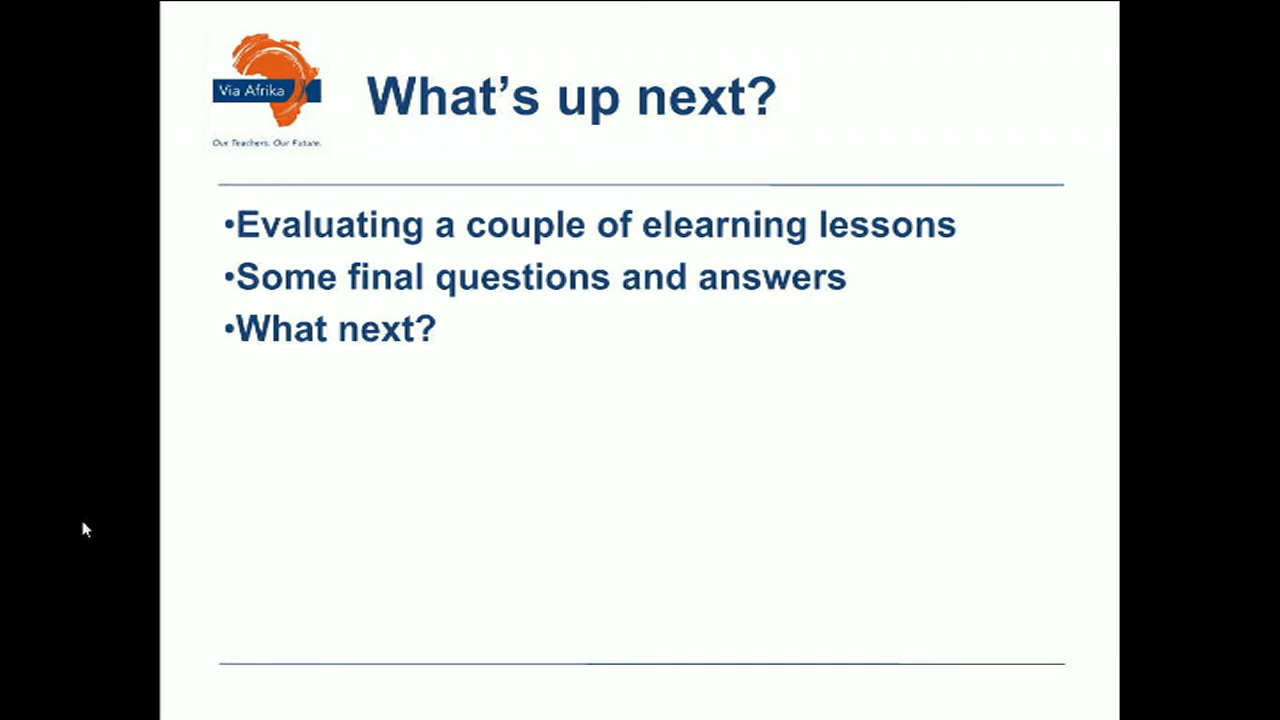 Via Afrika
Our Teachers. Our Future.
What's up next?
•Evaluating a couple of elearning lessons
•Some final questions and answers
•What next?